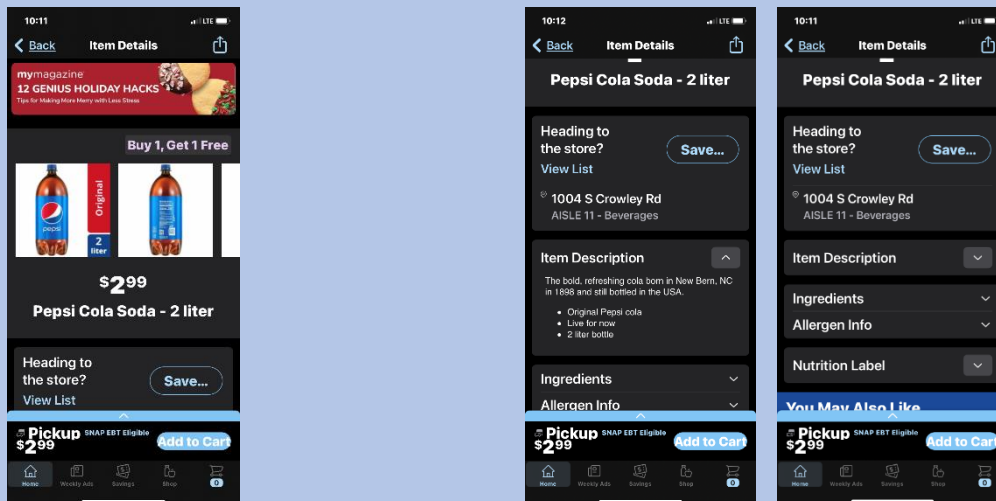 10:11
LTE
Back
Item Details
mymagazine
12 GENIUS HOLIDAY HACKS
Tips for Making More Merry with Less Stress
Buy 1, Get 1 Free
pepsi
Original
2
liter
$2.99
Pepsi Cola Soda - 2 liter
Heading to
the store?
Save...
View List
Pickup SNAP EBT Eligible
$2.99
Add to Cart
Home
Weekly Ads
Savings
Shop
0
10:12
LTE
Back
Item Details
Pepsi Cola Soda - 2 liter
Heading to
the store?
Save...
View List
1004 S Crowley Rd
AISLE 11 - Beverages
Item Description
The bold, refreshing cola born in New Bern, NC
in 1898 and still bottled in the USA.
• Original Pepsi cola
• Live for now
• 2 liter bottle
Ingredients
Allergen Info
Pickup SNAP EBT Eligible
$2.99
Add to Cart
Home
Weekly Ads
Savings
Shop
0
10:11
LTE
Back
Item Details
Pepsi Cola Soda - 2 liter
Heading to
the store?
Save...
View List
1004 S Crowley Rd
AISLE 11 - Beverages
Item Description
Ingredients
Allergen Info
Nutrition Label
You May Also Like
Pickup SNAP EBT Eligible
$2.99
Add to Cart
Home
Weekly Ads
Savings
Shop
0